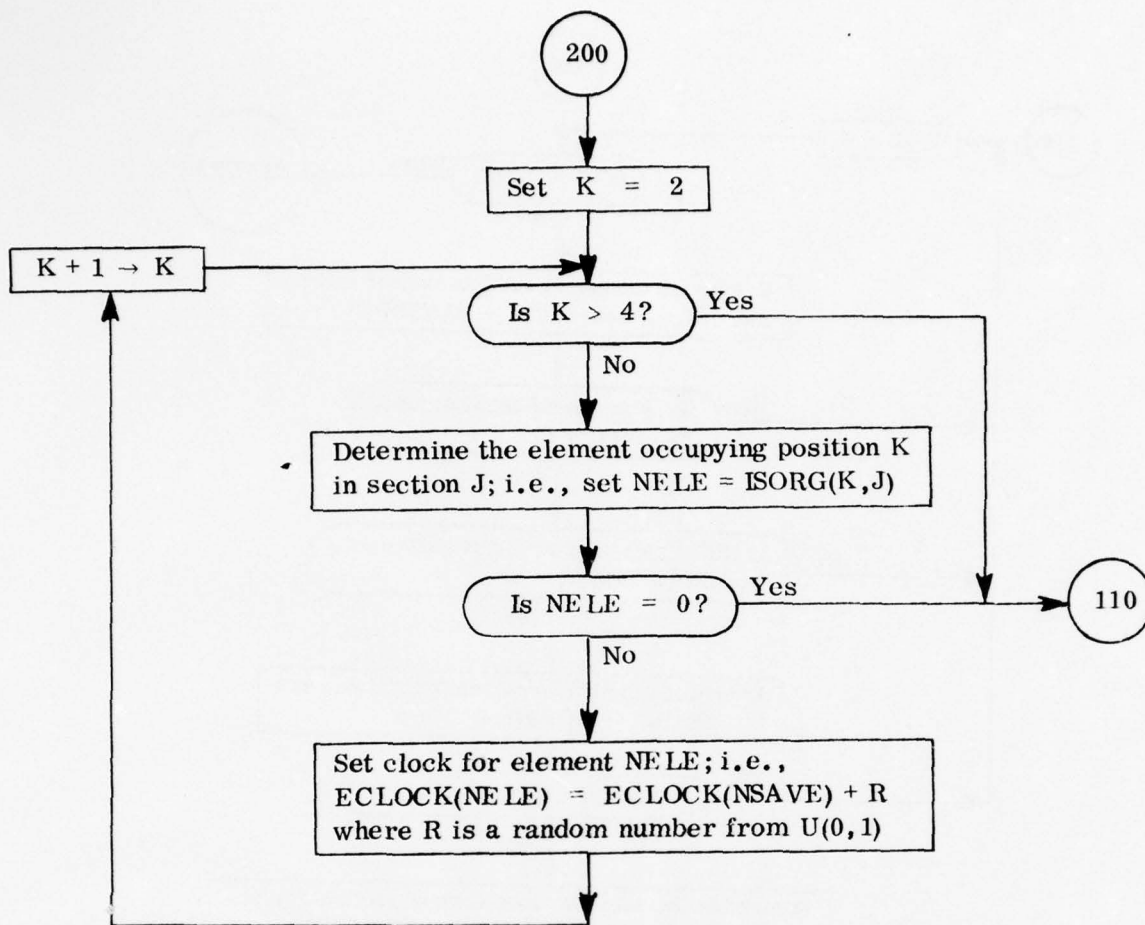 200
Set K = 2
K + 1 → K
Is K > 4?
Yes
No
Determine the element occupying position K
in section J; i.e., set NELE = ISORG(K,J)
Is NELE = 0?
Yes
110
No
Set clock for element NELE; i.e.,
ECLOCK(NELE) = ECLOCK(NSAVE) + R
where R is a random number from U(0,1)